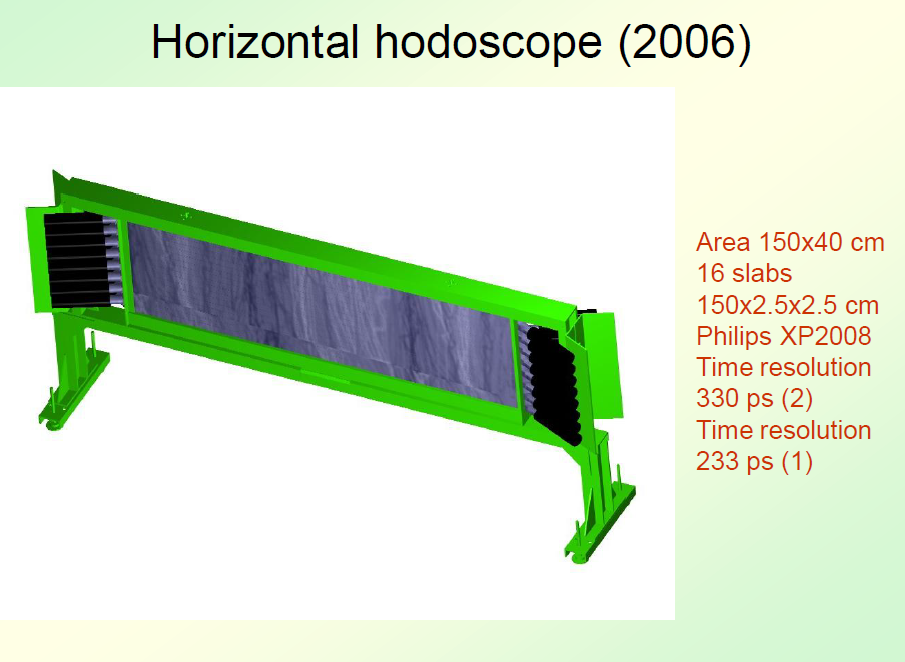 Horizontal hodoscope (2006)
Area 150x40 cm
16 slabs
150x2.5x2.5 cm
Philips XP2008
Time resolution
330 ps (2)
Time resolution
233 ps (1)